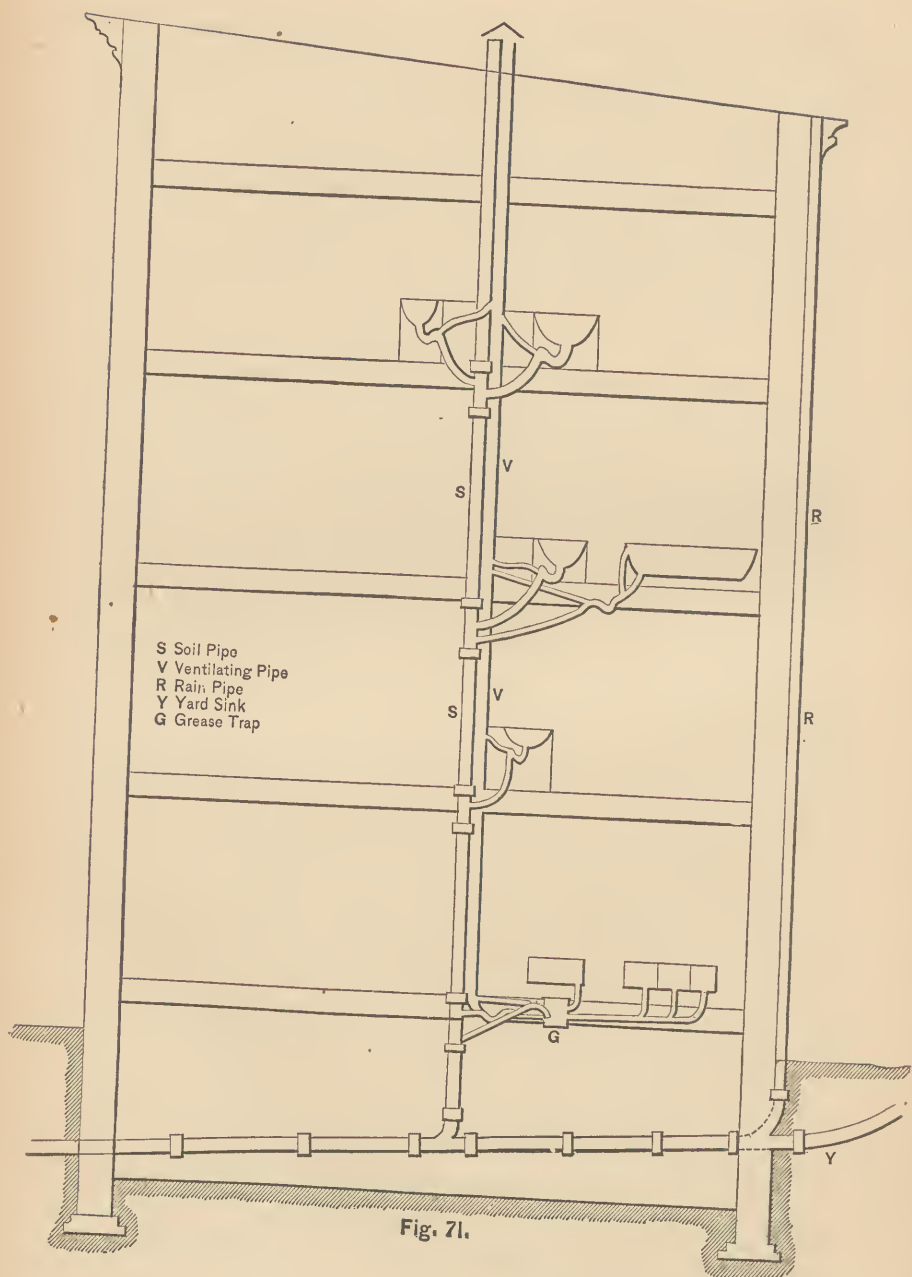 V
S
R
S Soil Pipe
V Ventilating Pipe
R Rain Pipe
Y Yard Sink
G Grease Trap
V
S
R
G
Y
Fig. 71.